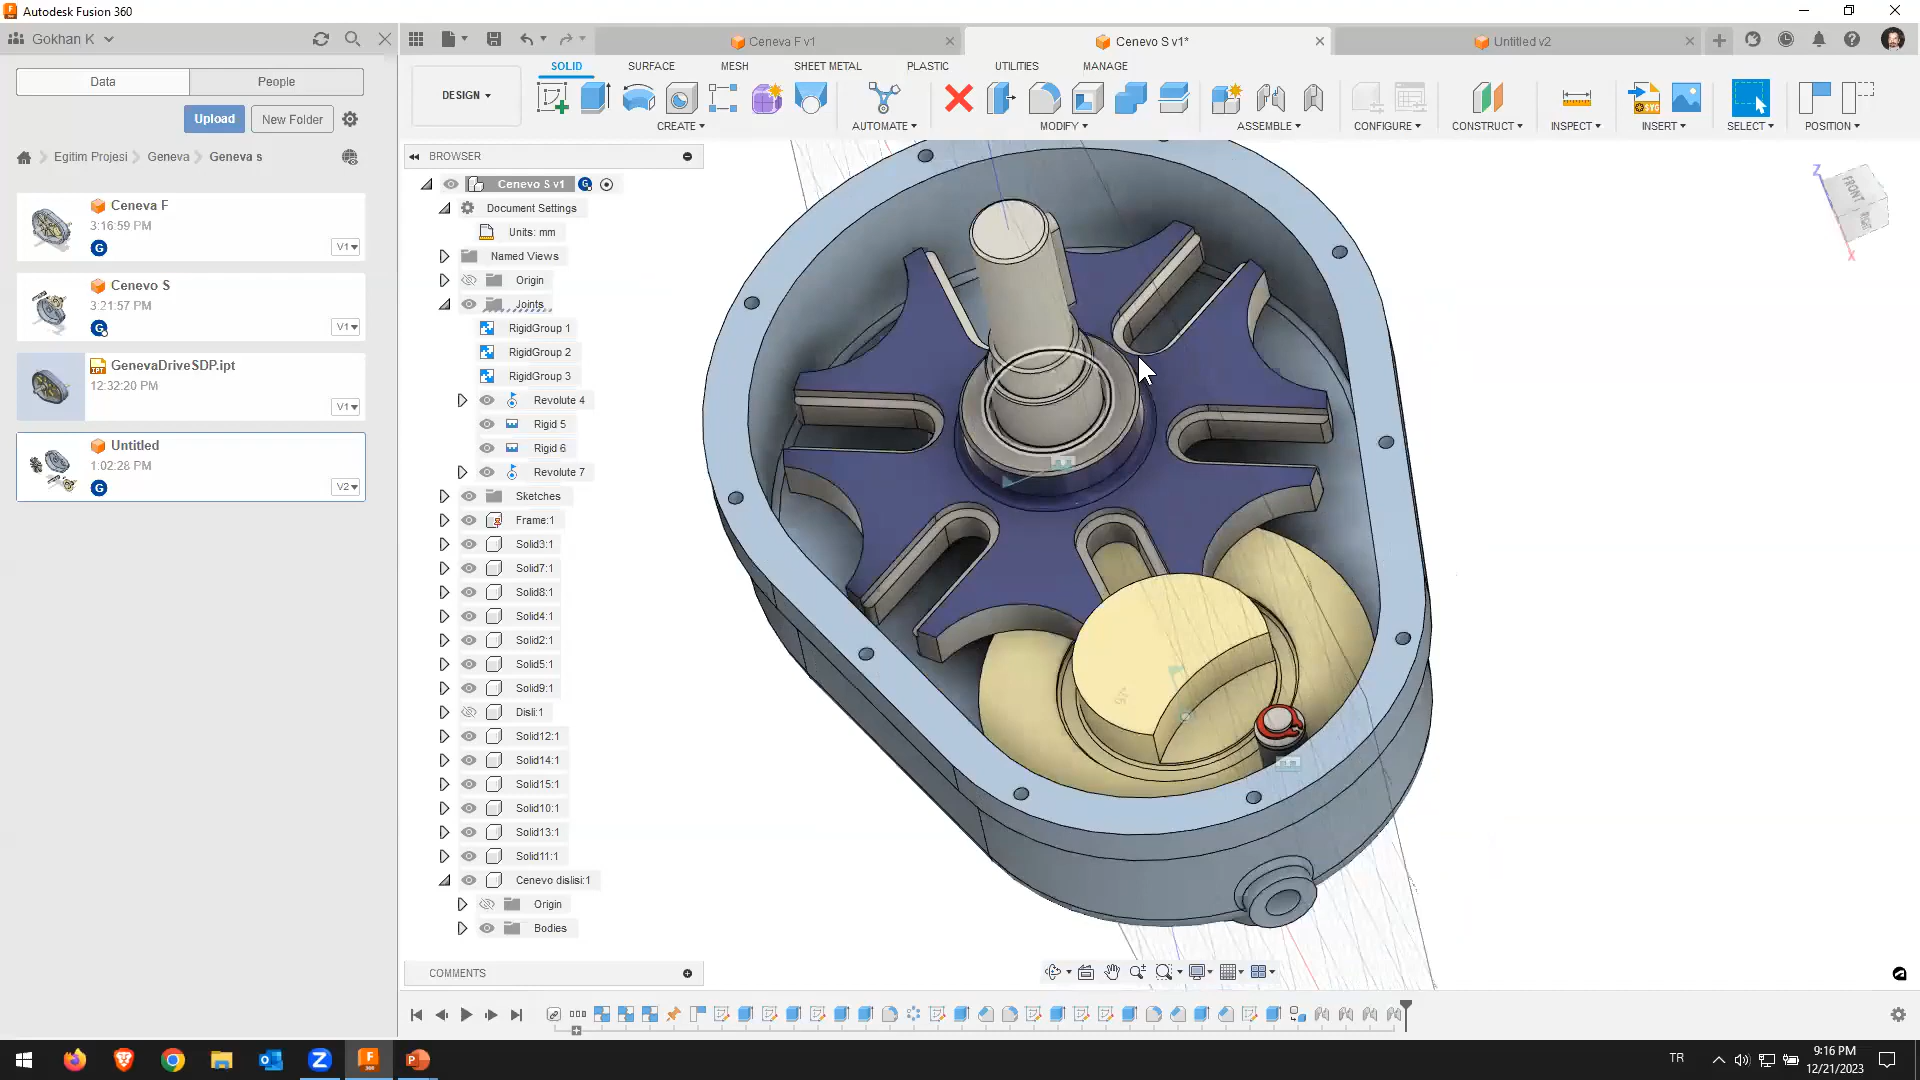 Autodesk Fusion 360
Gokhan K
Ceneva F v1
Cenevo S v1*
Untitled v2
Data
People
Upload
New Folder
Egitim Projesi
Geneva
Geneva s
DESIGN
SOLID
SURFACE
MESH
SHEET METAL
PLASTIC
UTILITIES
MANAGE
CREATE
AUTOMATE
MODIFY
ASSEMBLE
CONFIGURE
CONSTRUCT
INSPECT
INSERT
SELECT
POSITION
Ceneva F
3:16:59 PM
G
V1
Cenevo S
3:21:57 PM
G
V1
GenevaDriveSDP.ipt
12:32:20 PM
V1
Untitled
1:02:28 PM
G
V2
BROWSER
Cenevo S v1
G
Document Settings
Units: mm
Named Views
Origin
Joints
RigidGroup 1
RigidGroup 2
RigidGroup 3
Revolute 4
Rigid 5
Rigid 6
Revolute 7
Sketches
Frame:1
Solid3:1
Solid7:1
Solid8:1
Solid4:1
Solid2:1
Solid5:1
Solid9:1
Disli:1
Solid12:1
Solid14:1
Solid15:1
Solid10:1
Solid13:1
Solid11:1
Cenevo dislisi:1
Origin
Bodies
COMMENTS
Z
FRONT
RIGHT
X
TR
9:16 PM
12/21/2023